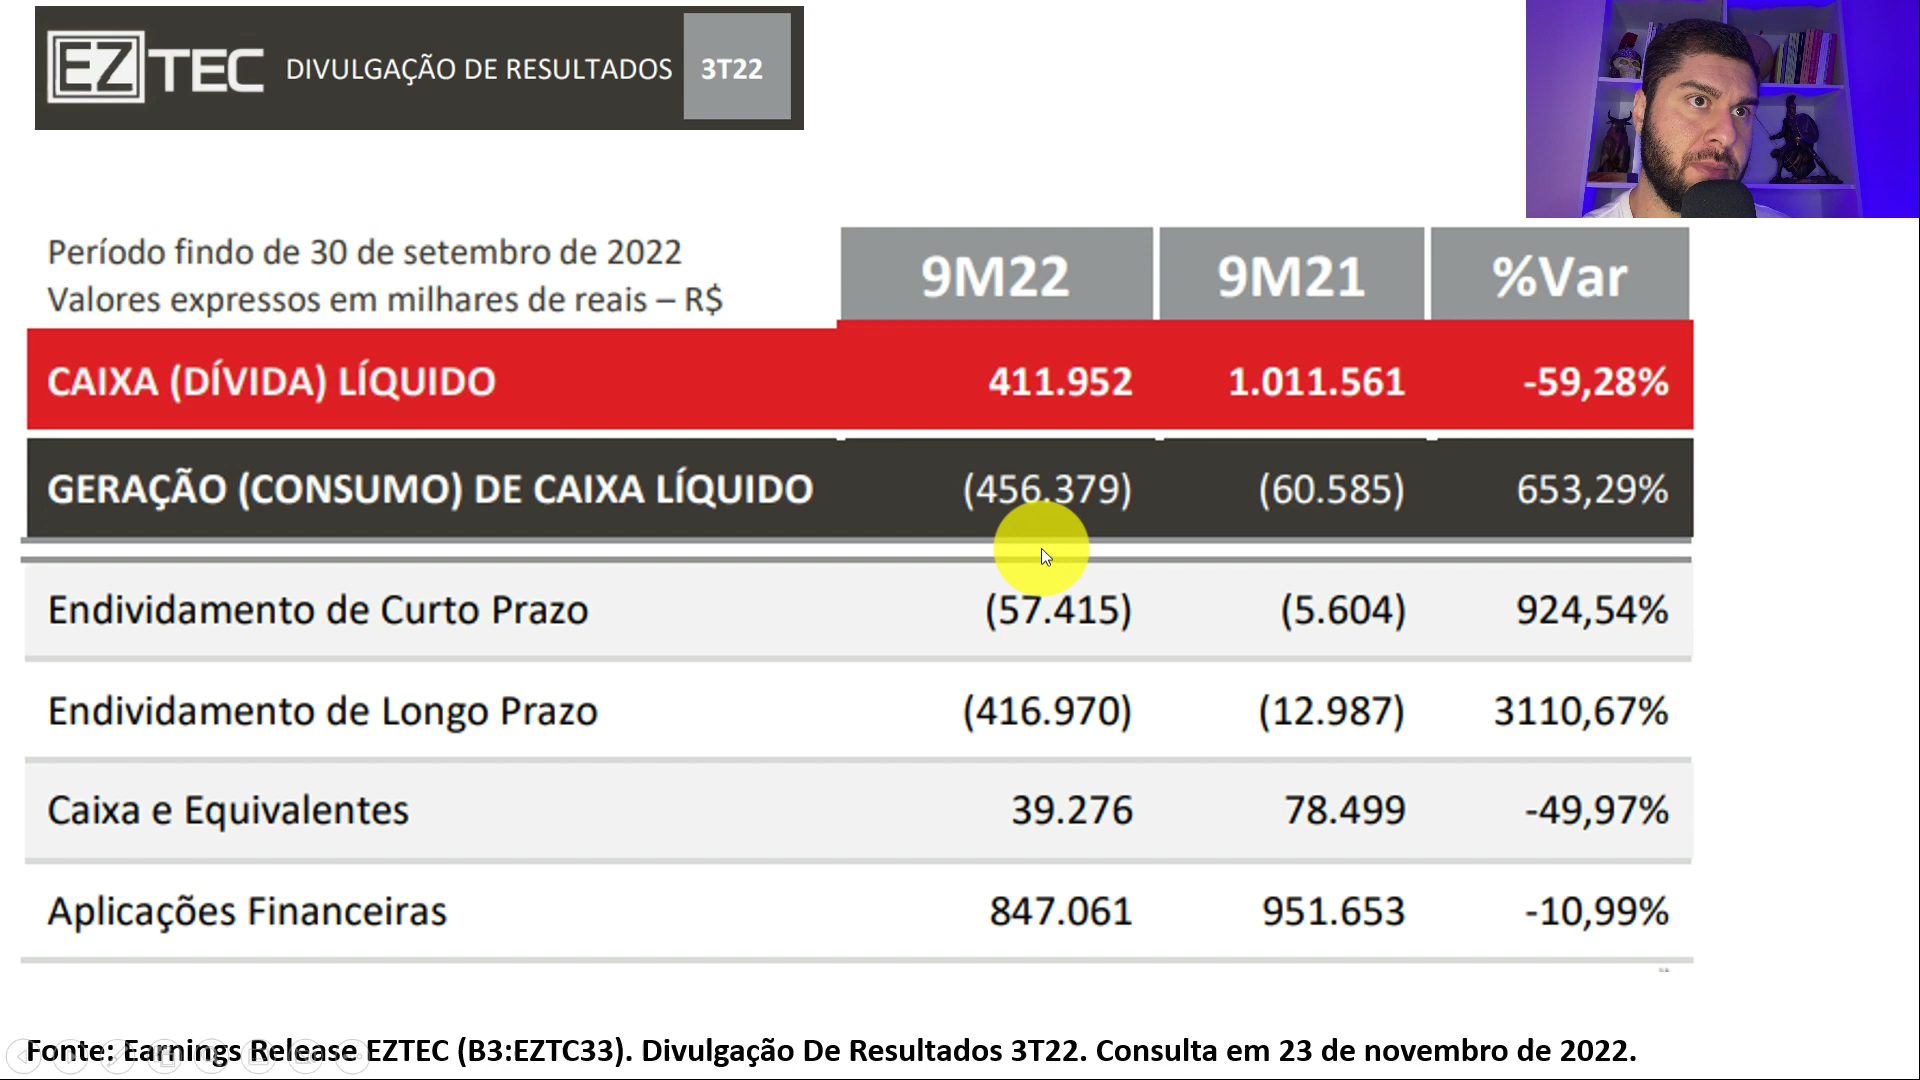 EZTEC DIVULGAÇÃO DE RESULTADOS 3T22
Período findo de 30 de setembro de 2022
Valores expressos em milhares de reais – R$
9M22 9M21 %Var
CAIXA (DÍVIDA) LÍQUIDO 411.952 1.011.561 -59,28%
GERAÇÃO (CONSUMO) DE CAIXA LÍQUIDO (456.379) (60.585) 653,29%
Endividamento de Curto Prazo (57.415) (5.604) 924,54%
Endividamento de Longo Prazo (416.970) (12.987) 3110,67%
Caixa e Equivalentes 39.276 78.499 -49,97%
Aplicações Financeiras 847.061 951.653 -10,99%
Fonte: Earnings Release EZTEC (B3:EZTC33). Divulgação De Resultados 3T22. Consulta em 23 de novembro de 2022.